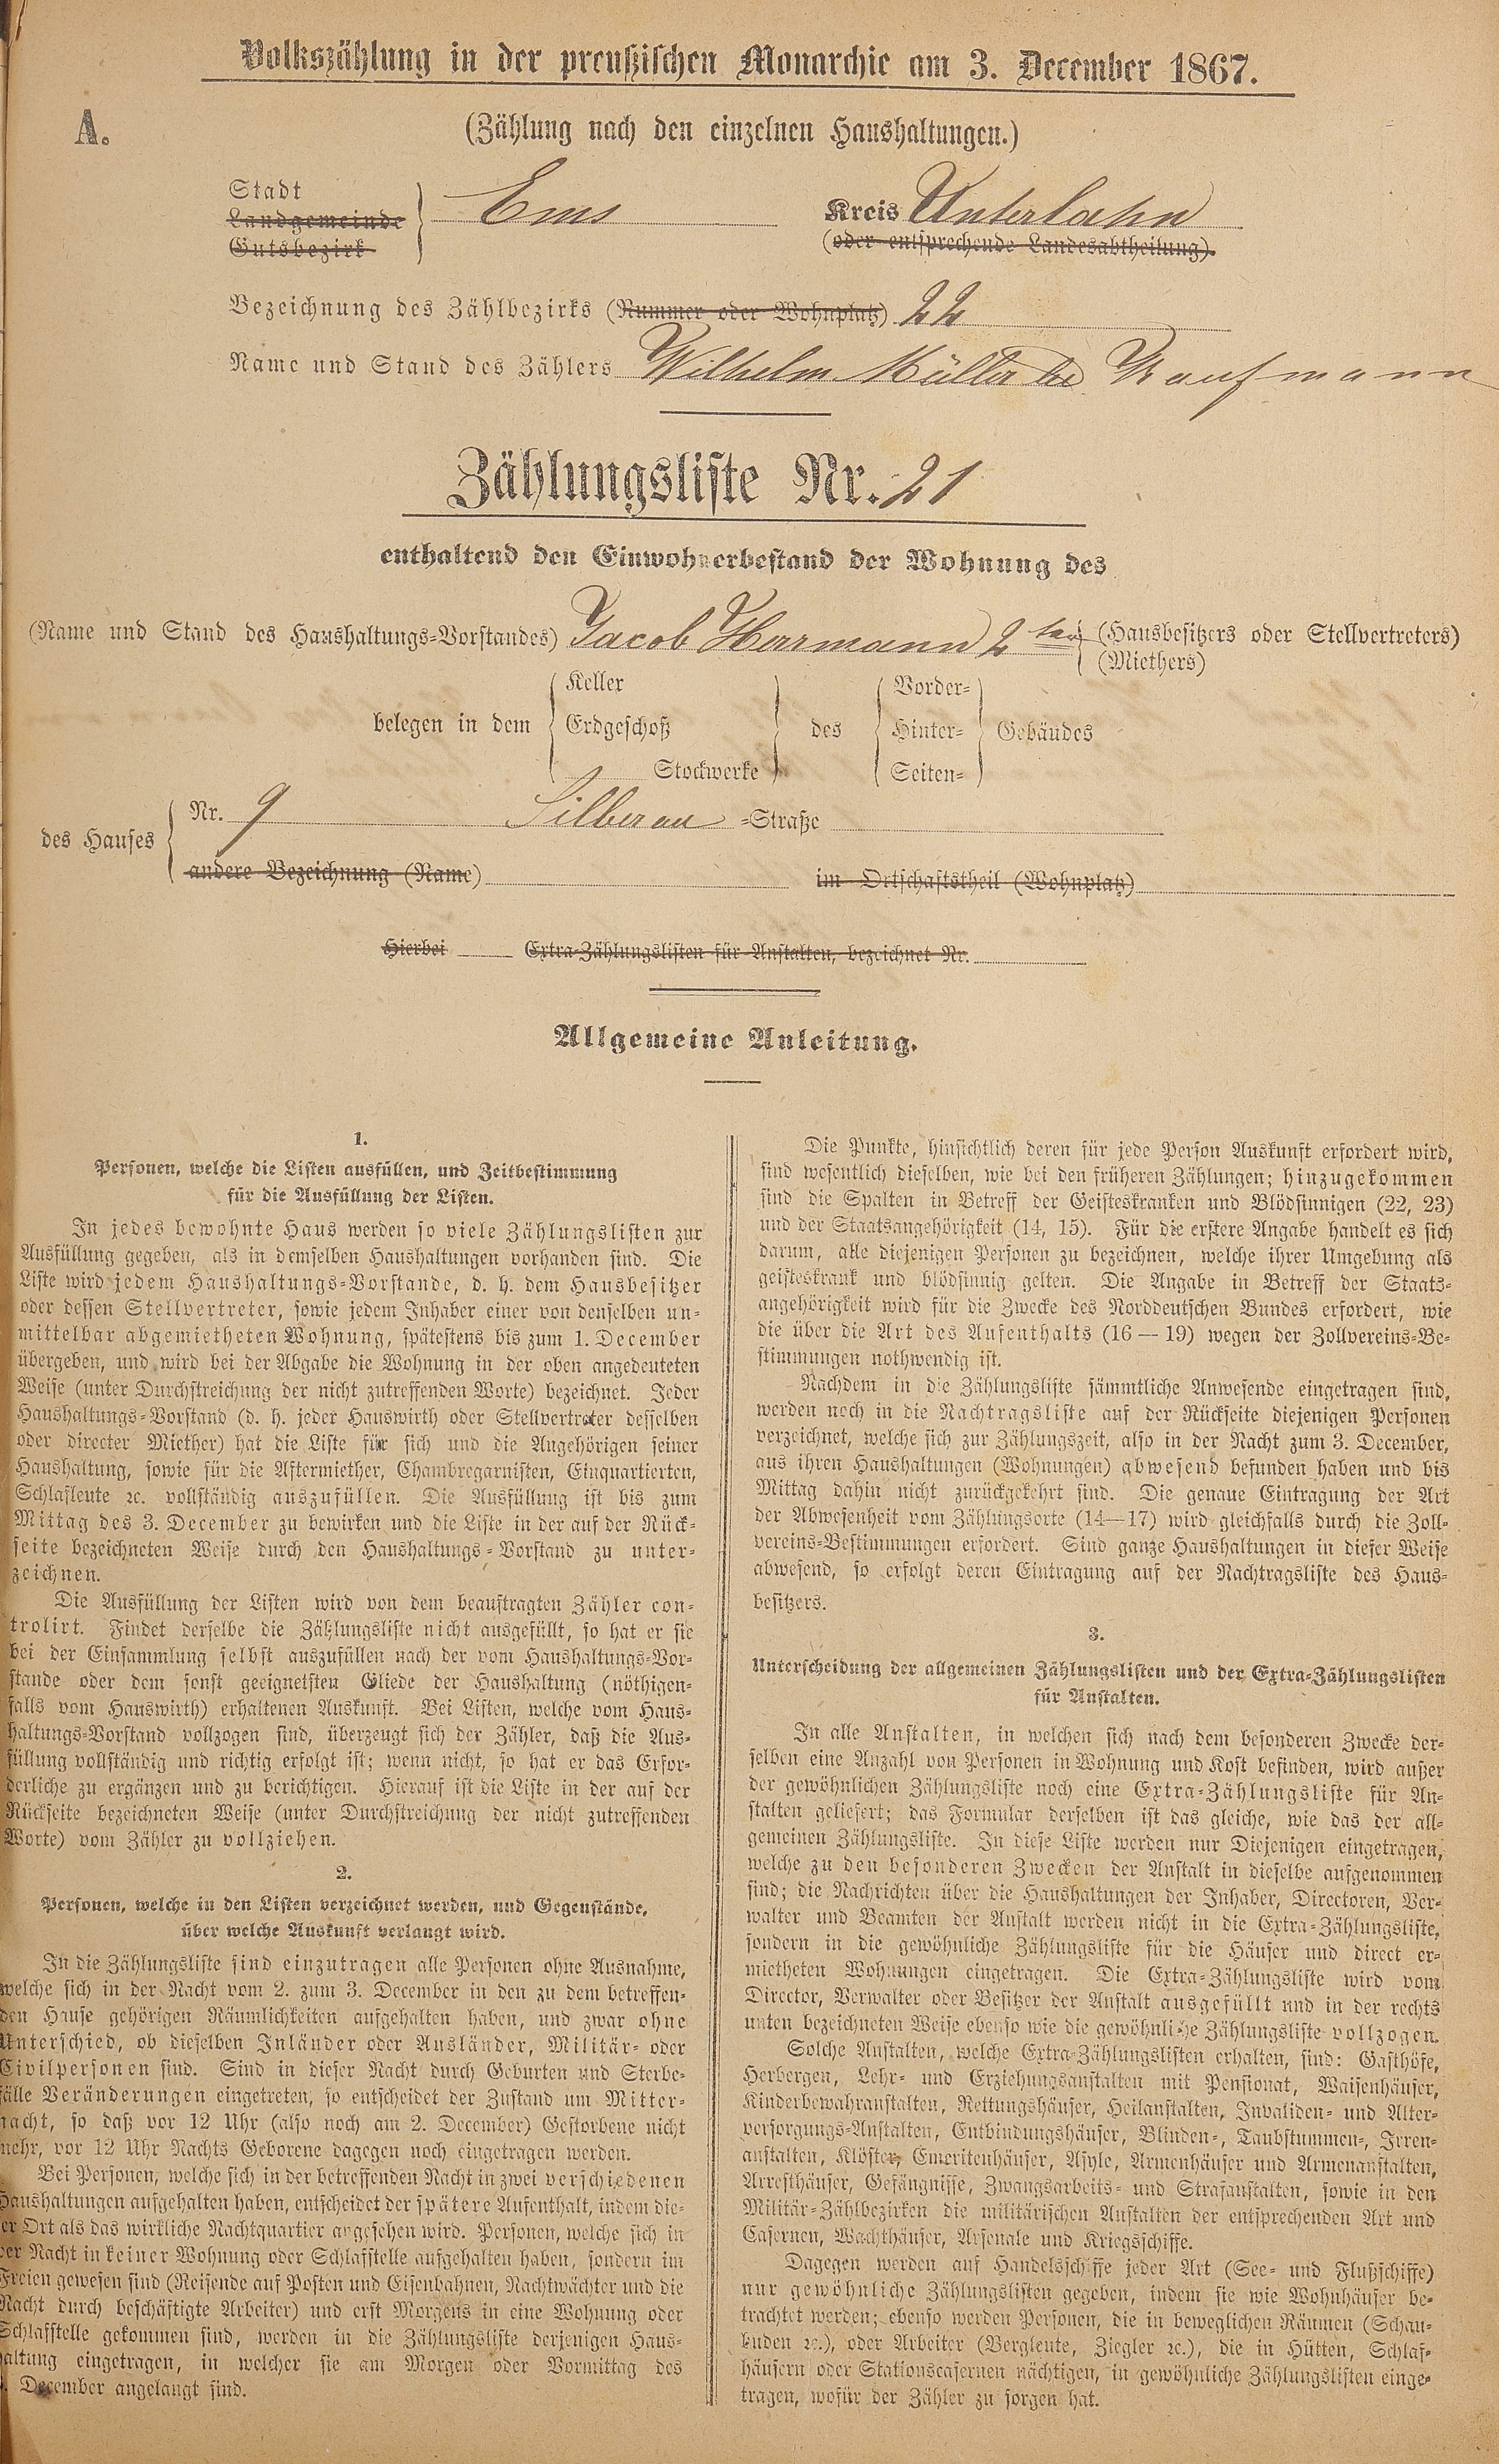 Volkszählung in der preußischen Monarchie am 3. December 1867.
A.
(Zählung nach den einzelnen Haushaltungen.)
Stadt
Landgemeinde
Gutsbezirk
Ems
Kreis Unterlahn
(oder entsprechende Landesabtheilung).
Bezeichnung des Zählbezirks (Nummer oder Wohnplatz) 22
Name und Stand des Zählers Wilhelm Müller Kaufmann
Zählungsliste Nr. 21
enthaltend den Einwohnerbestand der Wohnung des
(Name und Stand des Haushaltungs-Vorstandes) Jacob Herrmann 2ter (Hausbesitzers oder Stellvertreters)
(Miethers)
belegen in dem
Keller
Erdgeschoß
Stockwerke
des
Vorder-
Hinter-
Seiten-
Gebäudes
des Hauses
Nr. 9 Silberau -Straße
andere Bezeichnung (Name) im Ortschaftstheil (Wohnplatz)
Hierbei Extra-Zählungslisten für Anstalten, bezeichnet Nr.
Allgemeine Anleitung.
1.
Personen, welche die Listen ausfüllen, und Zeitbestimmung
für die Ausfüllung der Listen.
In jedes bewohnte Haus werden so viele Zählungslisten zur
Ausfüllung gegeben, als in demselben Haushaltungen vorhanden sind. Die
Liste wird jedem Haushaltungs-Vorstande, d. h. dem Hausbesitzer
oder dessen Stellvertreter, sowie jedem Inhaber einer von denselben un-
mittelbar abgemietheten Wohnung, spätestens bis zum 1. December
übergeben, und wird bei der Abgabe die Wohnung in der oben angedeuteten
Weise (unter Durchstreichung der nicht zutreffenden Worte) bezeichnet. Jeder
Haushaltungs-Vorstand (d. h. jeder Hauswirth oder Stellvertreter desselben
oder directer Miether) hat die Liste für sich und die Angehörigen seiner
Haushaltung, sowie für die Aftermiether, Chambregarnisten, Einquartierten,
Schlafleute ꝛc. vollständig auszufüllen. Die Ausfüllung ist bis zum
Mittag des 3. December zu bewirken und die Liste in der auf der Rück-
seite bezeichneten Weise durch den Haushaltungs-Vorstand zu unter-
zeichnen.
Die Ausfüllung der Listen wird von dem beauftragten Zähler con-
trolirt. Findet derselbe die Zählungsliste nicht ausgefüllt, so hat er sie
bei der Einsammlung selbst auszufüllen nach der vom Haushaltungs-Vor-
stande oder dem sonst geeignetsten Gliede der Haushaltung (nöthigen-
falls vom Hauswirth) erhaltenen Auskunft. Bei Listen, welche vom Haus-
haltungs-Vorstand vollzogen sind, überzeugt sich der Zähler, daß die Aus-
füllung vollständig und richtig erfolgt ist; wenn nicht, so hat er das Erfor-
derliche zu ergänzen und zu berichtigen. Hierauf ist die Liste in der auf der
Rückseite bezeichneten Weise (unter Durchstreichung der nicht zutreffenden
Worte) vom Zähler zu vollziehen.
2.
Personen, welche in den Listen verzeichnet werden, und Gegenstände,
über welche Auskunft verlangt wird.
In die Zählungsliste sind einzutragen alle Personen ohne Ausnahme,
welche sich in der Nacht vom 2. zum 3. December in den zu dem betreffen-
den Hause gehörigen Räumlichkeiten aufgehalten haben, und zwar ohne
Unterschied, ob dieselben Inländer oder Ausländer, Militär- oder
Civilpersonen sind. Sind in dieser Nacht durch Geburten und Sterbe-
fälle Veränderungen eingetreten, so entscheidet der Zustand um Mitter-
nacht, so daß vor 12 Uhr (also noch am 2. December) Gestorbene nicht
mehr, vor 12 Uhr Nachts Geborene dagegen noch eingetragen werden.
Bei Personen, welche sich in der betreffenden Nacht in zwei verschiedenen
Haushaltungen aufgehalten haben, entscheidet der spätere Aufenthalt, indem die-
ser Ort als das wirkliche Nachtquartier angesehen wird. Personen, welche sich in
der Nacht in keiner Wohnung oder Schlafstelle aufgehalten haben, sondern im
Freien gewesen sind (Reisende auf Posten und Eisenbahnen, Nachtwächter und die
Nacht durch beschäftigte Arbeiter) und erst Morgens in eine Wohnung oder
Schlafstelle gekommen sind, werden in die Zählungsliste derjenigen Haus-
haltung eingetragen, in welcher sie am Morgen oder Vormittag des
December angelangt sind.
Die Punkte, hinsichtlich deren für jede Person Auskunft erfordert wird,
sind wesentlich dieselben, wie bei den früheren Zählungen; hinzugekommen
sind die Spalten in Betreff der Geisteskranken und Blödsinnigen (22, 23)
und der Staatsangehörigkeit (14, 15). Für die erstere Angabe handelt es sich
darum, alle diejenigen Personen zu bezeichnen, welche ihrer Umgebung als
geisteskrank und blödsinnig gelten. Die Angabe in Betreff der Staats-
angehörigkeit wird für die Zwecke des Norddeutschen Bundes erfordert, wie
die über die Art des Aufenthalts (16—19) wegen der Zollvereins-Be-
stimmungen nothwendig ist.
Nachdem in die Zählungsliste sämmtliche Anwesende eingetragen sind,
werden noch in die Nachtragsliste auf der Rückseite diejenigen Personen
verzeichnet, welche sich zur Zählungszeit, also in der Nacht zum 3. December,
aus ihren Haushaltungen (Wohnungen) abwesend befunden haben und bis
Mittag dahin nicht zurückgekehrt sind. Die genaue Eintragung der Art
der Abwesenheit vom Zählungsorte (14—17) wird gleichfalls durch die Zoll-
vereins-Bestimmungen erfordert. Sind ganze Haushaltungen in dieser Weise
abwesend, so erfolgt deren Eintragung auf der Nachtragsliste des Haus-
besitzers.
3.
Unterscheidung der allgemeinen Zählungslisten und der Extra-Zählungslisten
für Anstalten.
In alle Anstalten, in welchen sich nach dem besonderen Zwecke der-
selben eine Anzahl von Personen in Wohnung und Kost befinden, wird außer
der gewöhnlichen Zählungsliste noch eine Extra-Zählungsliste für An-
stalten geliefert; das Formular derselben ist das gleiche, wie das der all-
gemeinen Zählungsliste. In diese Liste werden nur Diejenigen eingetragen,
welche zu den besonderen Zwecken der Anstalt in dieselbe aufgenommen
sind; die Nachrichten über die Haushaltungen der Inhaber, Directoren, Ver-
walter und Beamten der Anstalt werden nicht in die Extra-Zählungsliste,
sondern in die gewöhnliche Zählungsliste für die Häuser und direct er-
mietheten Wohnungen eingetragen. Die Extra-Zählungsliste wird vom
Director, Verwalter oder Besitzer der Anstalt ausgefüllt und in der rechts
unten bezeichneten Weise ebenso wie die gewöhnliche Zählungsliste vollzogen.
Solche Anstalten, welche Extra-Zählungslisten erhalten, sind: Gasthöfe,
Herbergen, Lehr- und Erziehungsanstalten mit Pensionat, Waisenhäuser,
Kinderbewahranstalten, Rettungshäuser, Heilanstalten, Invaliden- und Alter-
versorgungs-Anstalten, Entbindungshäuser, Blinden-, Taubstummen-, Irren-
anstalten, Klöster, Emeritenhäuser, Asyle, Armenhäuser und Armenanstalten,
Arresthäuser, Gefängnisse, Zwangsarbeits- und Strafanstalten, sowie in den
Militär-Zählbezirken die militärischen Anstalten der entsprechenden Art und
Casernen, Wachthäuser, Arsenale und Kriegsschiffe.
Dagegen werden auf Handelsschiffe jeder Art (See- und Flußschiffe)
nur gewöhnliche Zählungslisten gegeben, indem sie wie Wohnhäuser be-
trachtet werden; ebenso werden Personen, die in beweglichen Räumen (Schau-
buden ꝛc.), oder Arbeiter (Bergleute, Ziegler ꝛc.), die in Hütten, Schlaf-
häusern oder Stationscasernen nächtigen, in gewöhnliche Zählungslisten einge-
tragen, wofür der Zähler zu sorgen hat.